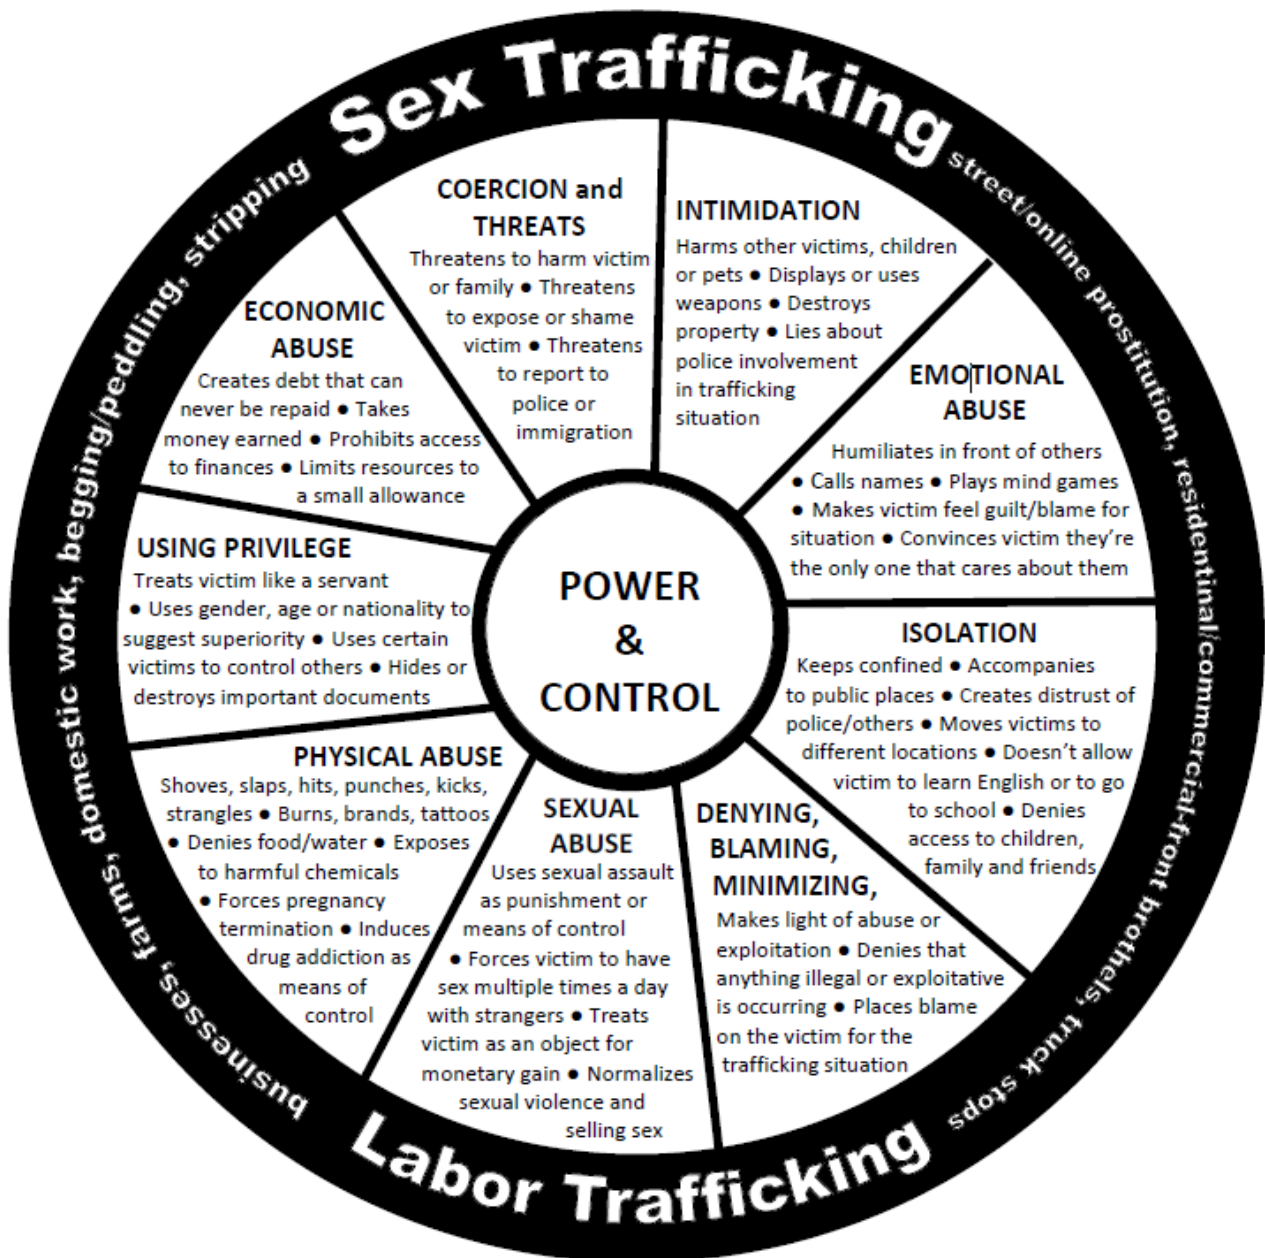 Sex Trafficking
street/online prostitution, residentinal/commercial-front brothels, truck stops
Labor Trafficking
businesses, farms, domestic work, begging/peddling, stripping
COERCION and
THREATS
Threatens to harm victim
or family ● Threatens
to expose or shame
victim ● Threatens
to report to
police or
immigration
INTIMIDATION
Harms other victims, children
or pets ● Displays or uses
weapons ● Destroys
property ● Lies about
police involvement
in trafficking
situation
EMOTIONAL
ABUSE
Humiliates in front of others
● Calls names ● Plays mind games
● Makes victim feel guilt/blame for
situation ● Convinces victim they're
the only one that cares about them
ISOLATION
Keeps confined ● Accompanies
to public places ● Creates distrust of
police/others ● Moves victims to
different locations ● Doesn't allow
victim to learn English or to go
to school ● Denies
access to children,
family and friends
DENYING,
BLAMING,
MINIMIZING,
Makes light of abuse or
exploitation ● Denies that
anything illegal or exploitative
is occurring ● Places blame
on the victim for the
trafficking situation
SEXUAL
ABUSE
Uses sexual assault
as punishment or
means of control
● Forces victim to have
sex multiple times a day
with strangers ● Treats
victim as an object for
monetary gain ● Normalizes
sexual violence and
selling sex
PHYSICAL ABUSE
Shoves, slaps, hits, punches, kicks,
strangles ● Burns, brands, tattoos
● Denies food/water ● Exposes
to harmful chemicals
● Forces pregnancy
termination ● Induces
drug addiction as
means of
control
USING PRIVILEGE
Treats victim like a servant
● Uses gender, age or nationality to
suggest superiority ● Uses certain
victims to control others ● Hides or
destroys important documents
ECONOMIC
ABUSE
Creates debt that can
never be repaid ● Takes
money earned ● Prohibits access
to finances ● Limits resources to
a small allowance
POWER
&
CONTROL